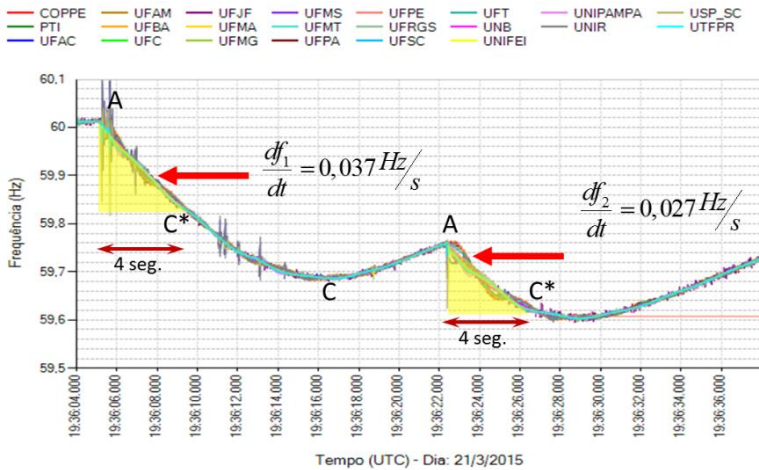 COPPE UFAM UFJF UFMS UFPE UFT UNIPAMPA USP_SC
PTI UFBA UFMA UFMT UFRGS UNB UNIR UTFPR
UFAC UFC UFMG UFPA UFSC UNIFEI
60,1
60
59,9
59,8
59,7
59,6
59,5
Frequência (Hz)
A
df₁/dt = 0,037 Hz/s
C*
4 seg.
C
A
df₂/dt = 0,027 Hz/s
C*
4 seg.
19:36:04.000
19:36:06.000
19:36:08.000
19:36:10.000
19:36:12.000
19:36:14.000
19:36:16.000
19:36:18.000
19:36:20.000
19:36:22.000
19:36:24.000
19:36:26.000
19:36:28.000
19:36:30.000
19:36:32.000
19:36:34.000
19:36:36.000
Tempo (UTC) - Dia: 21/3/2015